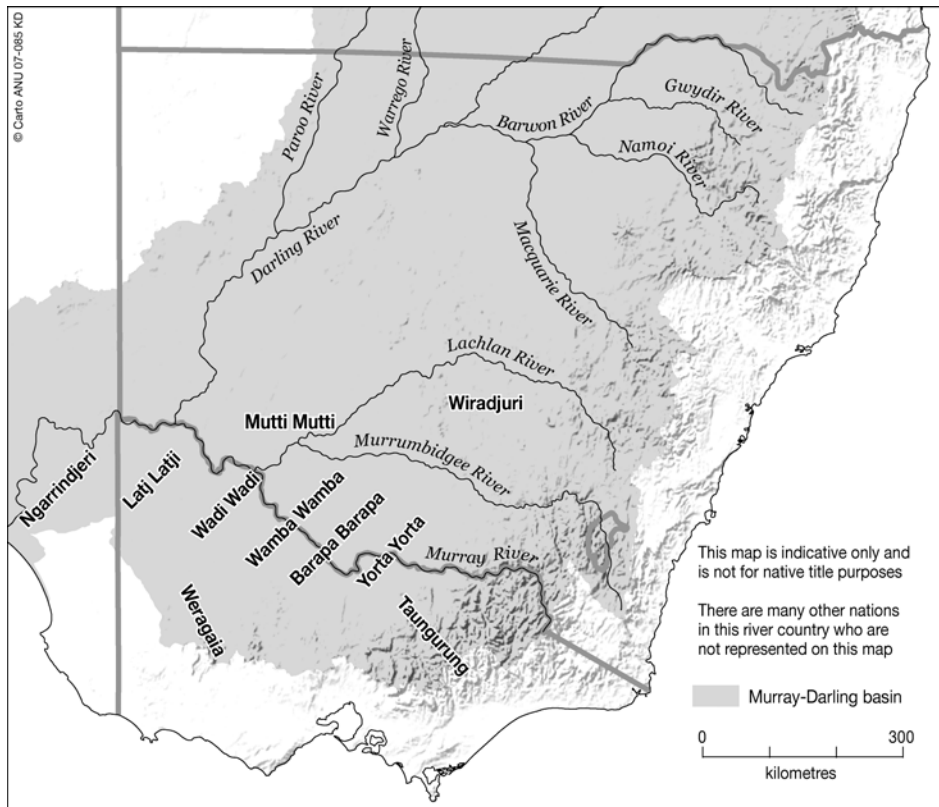 © Carto ANU 07-085 KD
Paroo River
Warrego River
Barwon River
Gwydir River
Namoi River
Darling River
Macquarie River
Lachlan River
Mutti Mutti
Wiradjuri
Murrumbidgee River
Ngarrindjeri
Latj Latji
Wadi Wadi
Wamba Wamba
Barapa Barapa
Yorta Yorta
Murray River
Weragaia
Taungurung
This map is indicative only and
is not for native title purposes
There are many other nations
in this river country who are
not represented on this map
Murray-Darling basin
0 300
kilometres